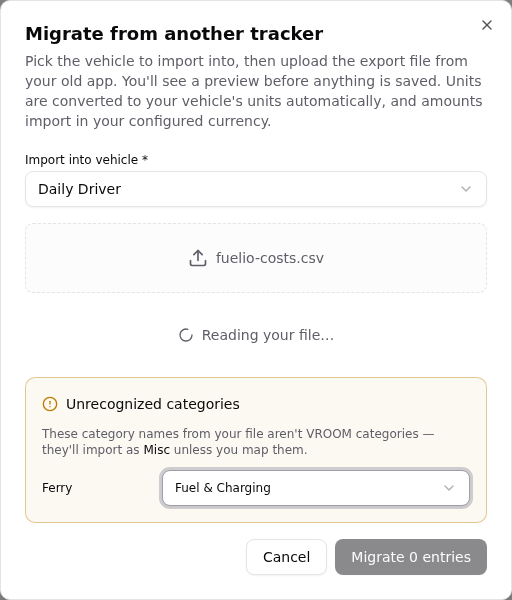 Migrate from another tracker
Pick the vehicle to import into, then upload the export file from
your old app. You'll see a preview before anything is saved. Units
are converted to your vehicle's units automatically, and amounts
import in your configured currency.
Import into vehicle *
Daily Driver
fuelio-costs.csv
Reading your file...
Unrecognized categories
These category names from your file aren't VROOM categories —
they'll import as Misc unless you map them.
Ferry
Fuel & Charging
Cancel
Migrate 0 entries